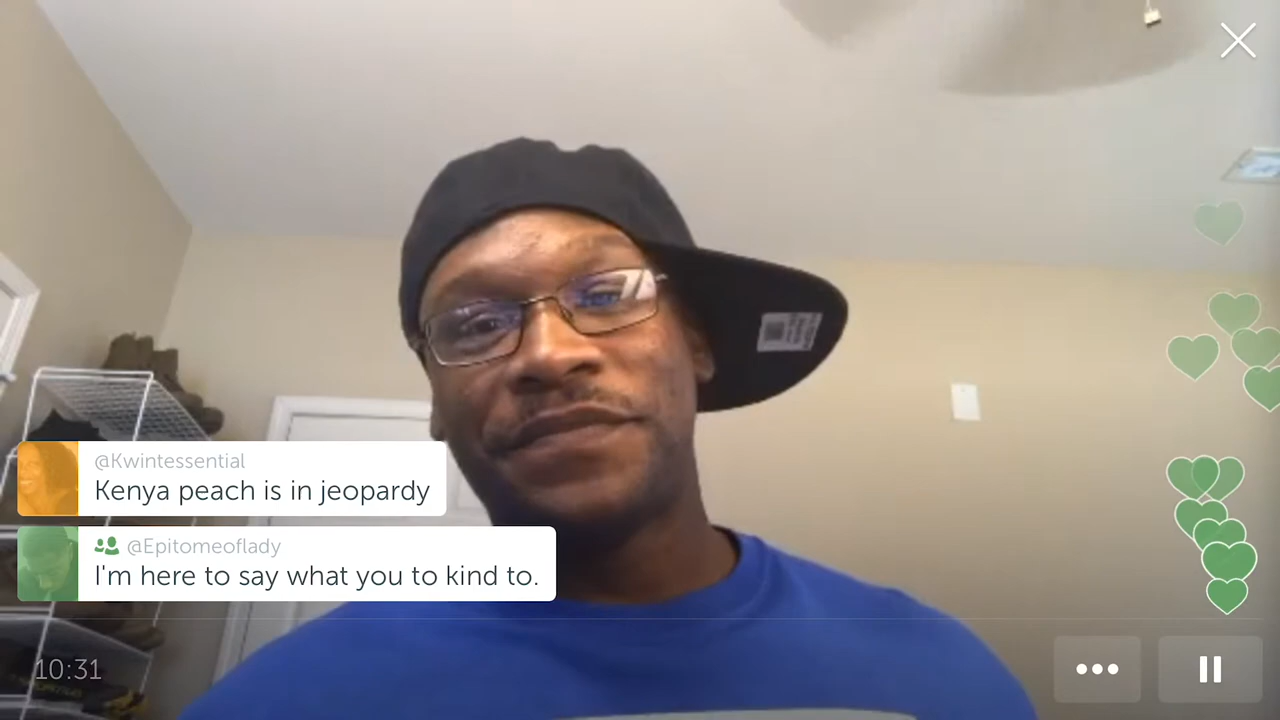 @Kwintessential
Kenya peach is in jeopardy
@Epitomeoflady
I'm here to say what you to kind to.
10:31